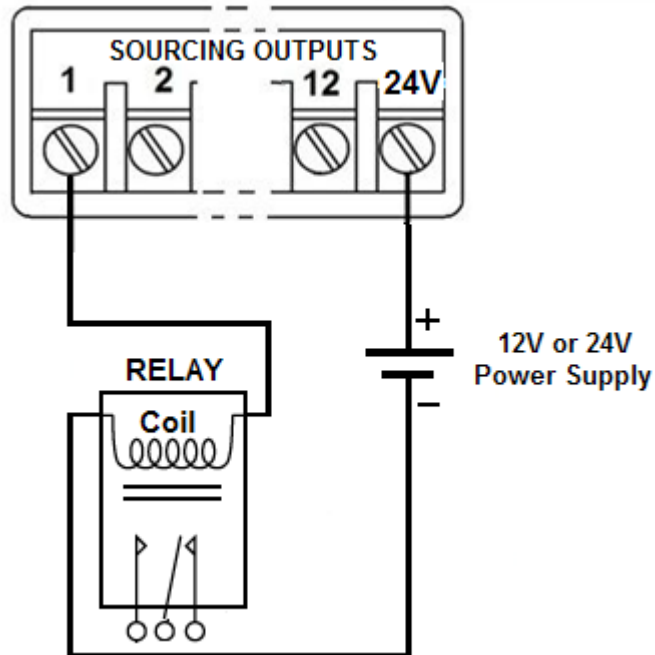 SOURCING OUTPUTS
1 2 12 24V
+
12V or 24V
Power Supply
−
RELAY
Coil